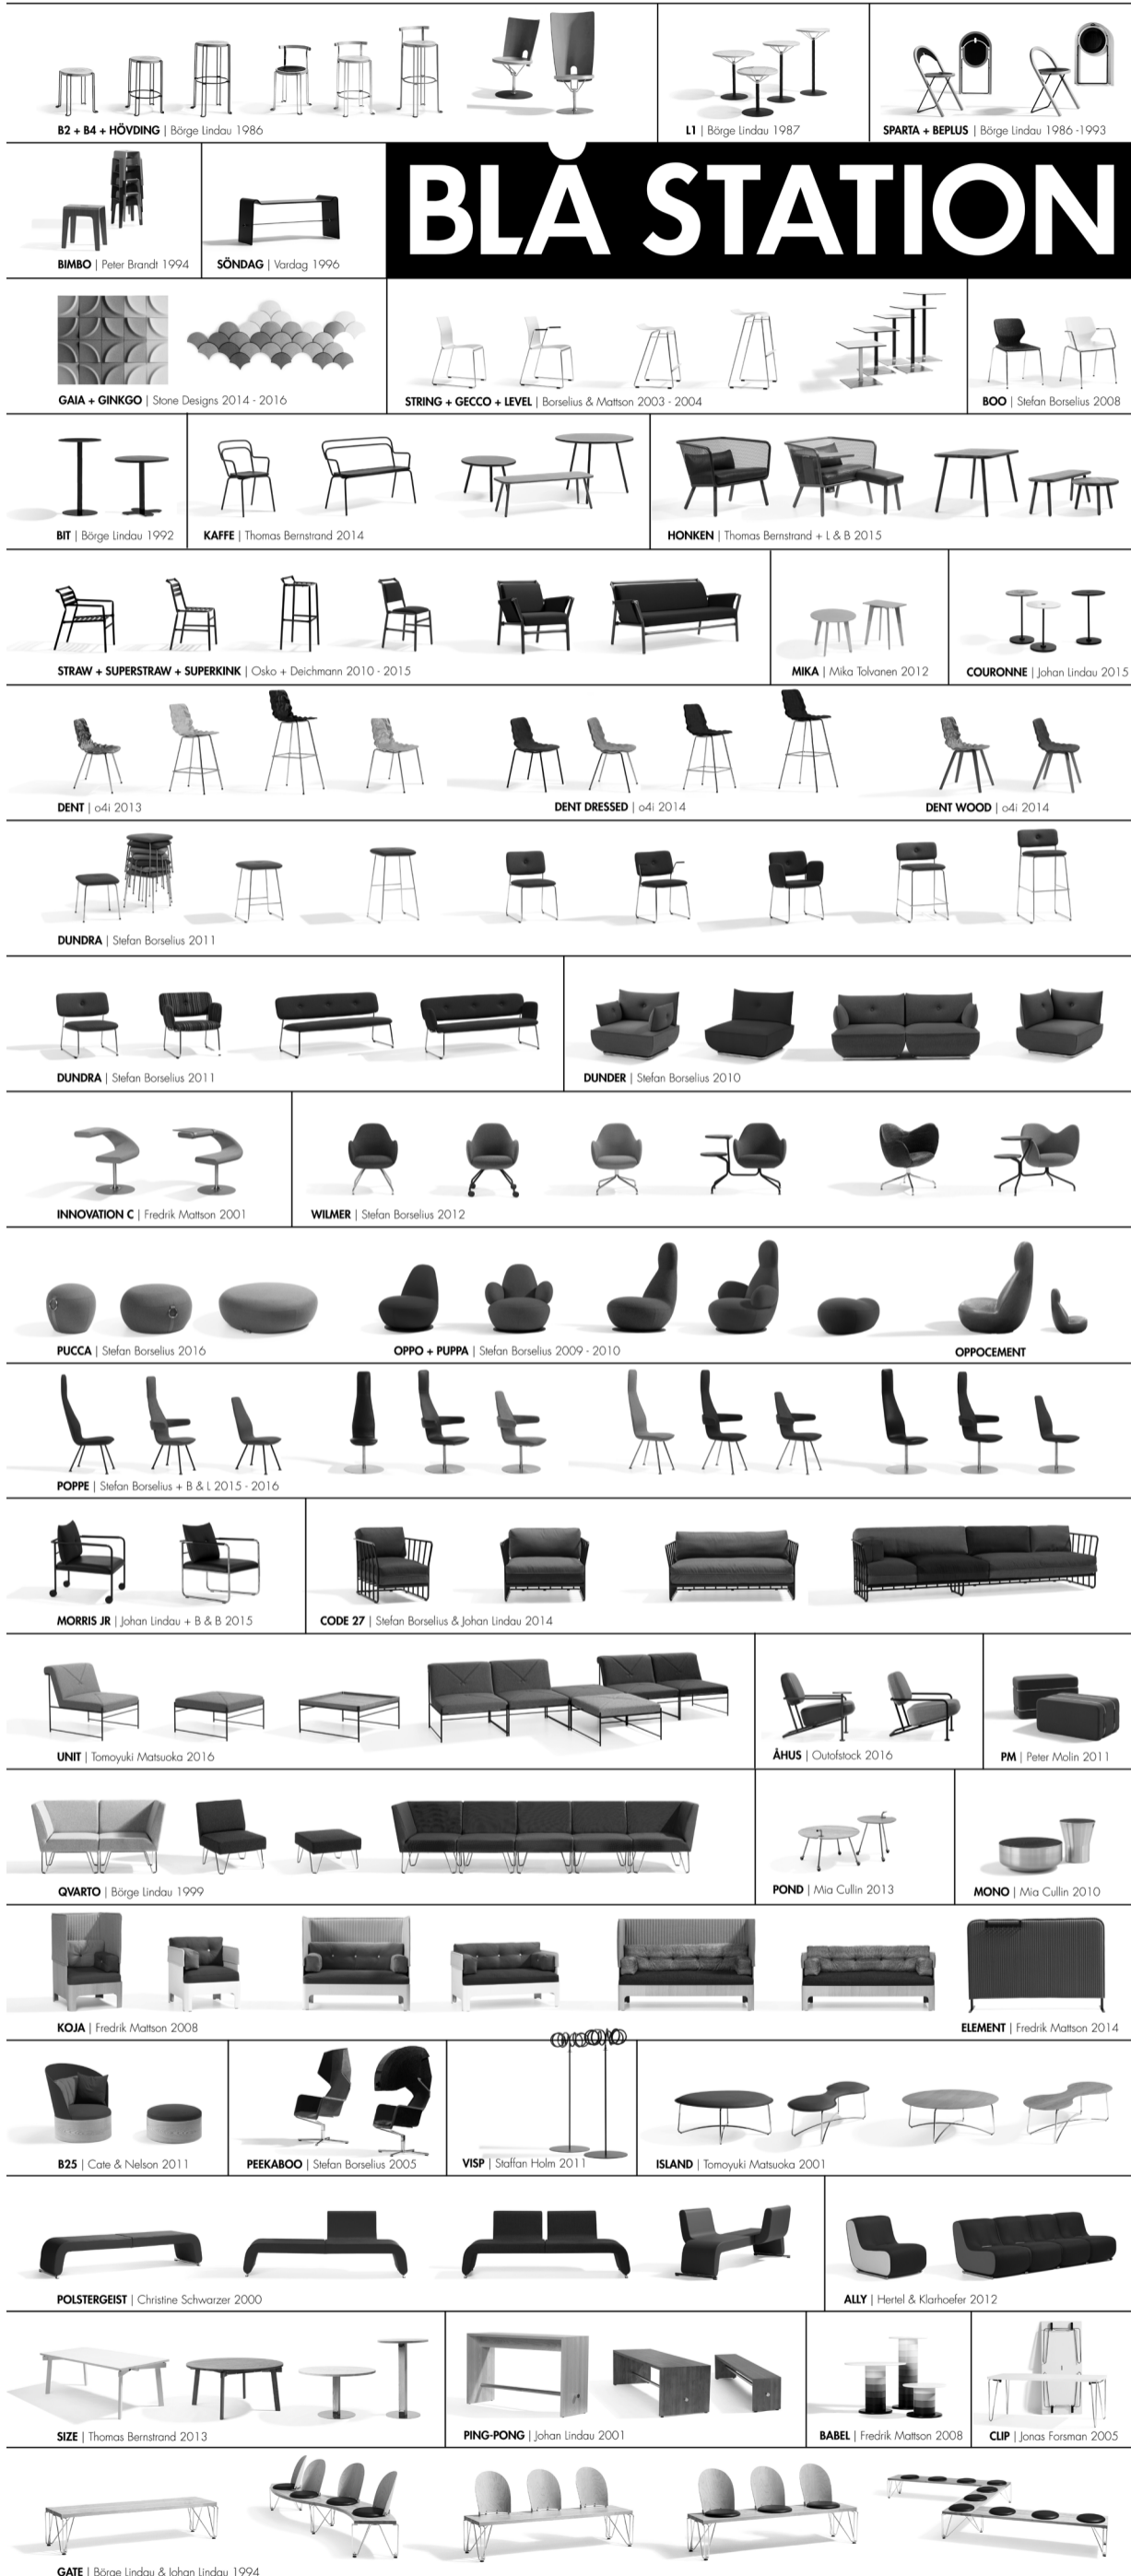 B2 + B4 + HÖVDING | Börge Lindau 1986
L1 | Börge Lindau 1987
SPARTA + BEPLUS | Börge Lindau 1986 -1993
BIMBO | Peter Brandt 1994
SÖNDAG | Vardag 1996
BLÅ STATION
GAIA + GINKGO | Stone Designs 2014 - 2016
STRING + GECCO + LEVEL | Borselius & Mattson 2003 - 2004
BOO | Stefan Borselius 2008
BIT | Börge Lindau 1992
KAFFE | Thomas Bernstrand 2014
HONKEN | Thomas Bernstrand + L & B 2015
STRAW + SUPERSTRAW + SUPERKINK | Osko + Deichmann 2010 - 2015
MIKA | Mika Tolvanen 2012
COURONNE | Johan Lindau 2015
DENT | o4i 2013
DENT DRESSED | o4i 2014
DENT WOOD | o4i 2014
DUNDRA | Stefan Borselius 2011
DUNDRA | Stefan Borselius 2011
DUNDER | Stefan Borselius 2010
INNOVATION C | Fredrik Mattson 2001
WILMER | Stefan Borselius 2012
PUCCA | Stefan Borselius 2016
OPPO + PUPPA | Stefan Borselius 2009 - 2010
OPPOCEMENT
POPPE | Stefan Borselius + B & L 2015 - 2016
MORRIS JR | Johan Lindau + B & B 2015
CODE 27 | Stefan Borselius & Johan Lindau 2014
UNIT | Tomoyuki Matsuoka 2016
ÅHUS | Outofstock 2016
PM | Peter Molin 2011
QVARTO | Börge Lindau 1999
POND | Mia Cullin 2013
MONO | Mia Cullin 2010
KOJA | Fredrik Mattson 2008
ELEMENT | Fredrik Mattson 2014
B25 | Cate & Nelson 2011
PEEKABOO | Stefan Borselius 2005
VISP | Staffan Holm 2011
ISLAND | Tomoyuki Matsuoka 2001
POLSTERGEIST | Christine Schwarzer 2000
ALLY | Hertel & Klarhoefer 2012
SIZE | Thomas Bernstrand 2013
PING-PONG | Johan Lindau 2001
BABEL | Fredrik Mattson 2008
CLIP | Jonas Forsman 2005
GATE | Börge Lindau & Johan Lindau 1994